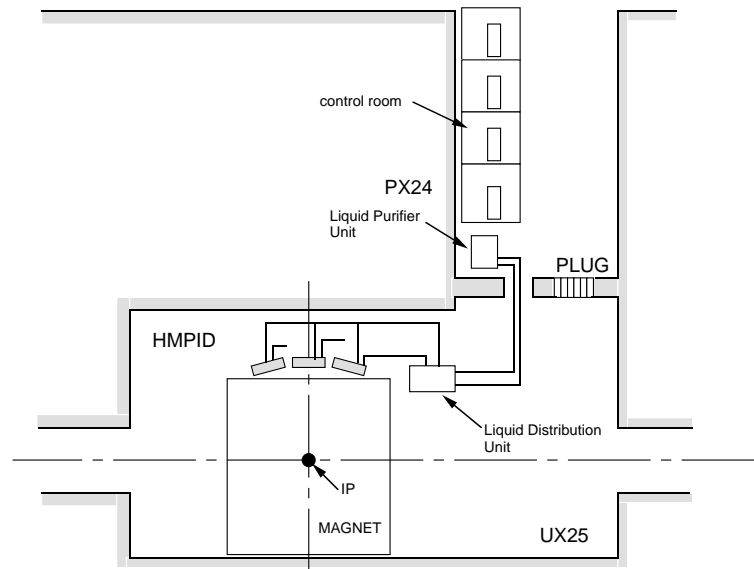 control room
PX24
Liquid Purifier
Unit
PLUG
HMPID
Liquid Distribution
Unit
IP
MAGNET
UX25